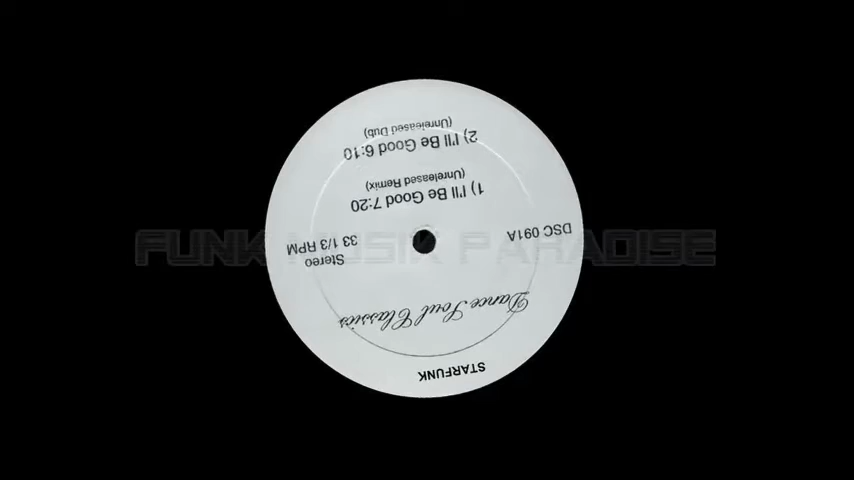 STARFUNK
Dance Soul Classics
DSC 091A
Stereo
33 1/3 RPM
1) I'll Be Good 7:20
(Unreleased Remix)
2) I'll Be Good 6:10
(Unreleased Dub)
FUNK MUSIK PARADISE